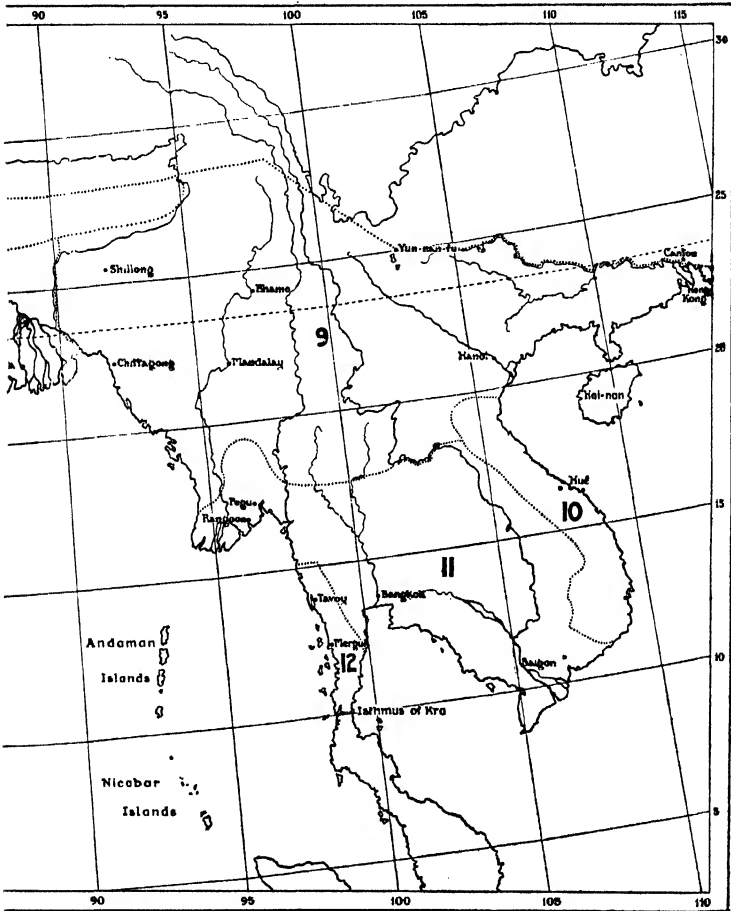 90 95 100 105 110 115
30
25
Yun-nan-fu
Canton
Shillong
Hong
Kong
Bhamo
9
20
Chittagong
Mandalay
Hanoi
Hai-nan
Hué
15
Pegu
Rangoon
10
11
Tavoy
Bangkok
Andaman
Mergui
12
Saigon
10
Islands
Isthmus of Kra
Nicobar
Islands
5
90 95 100 105 110